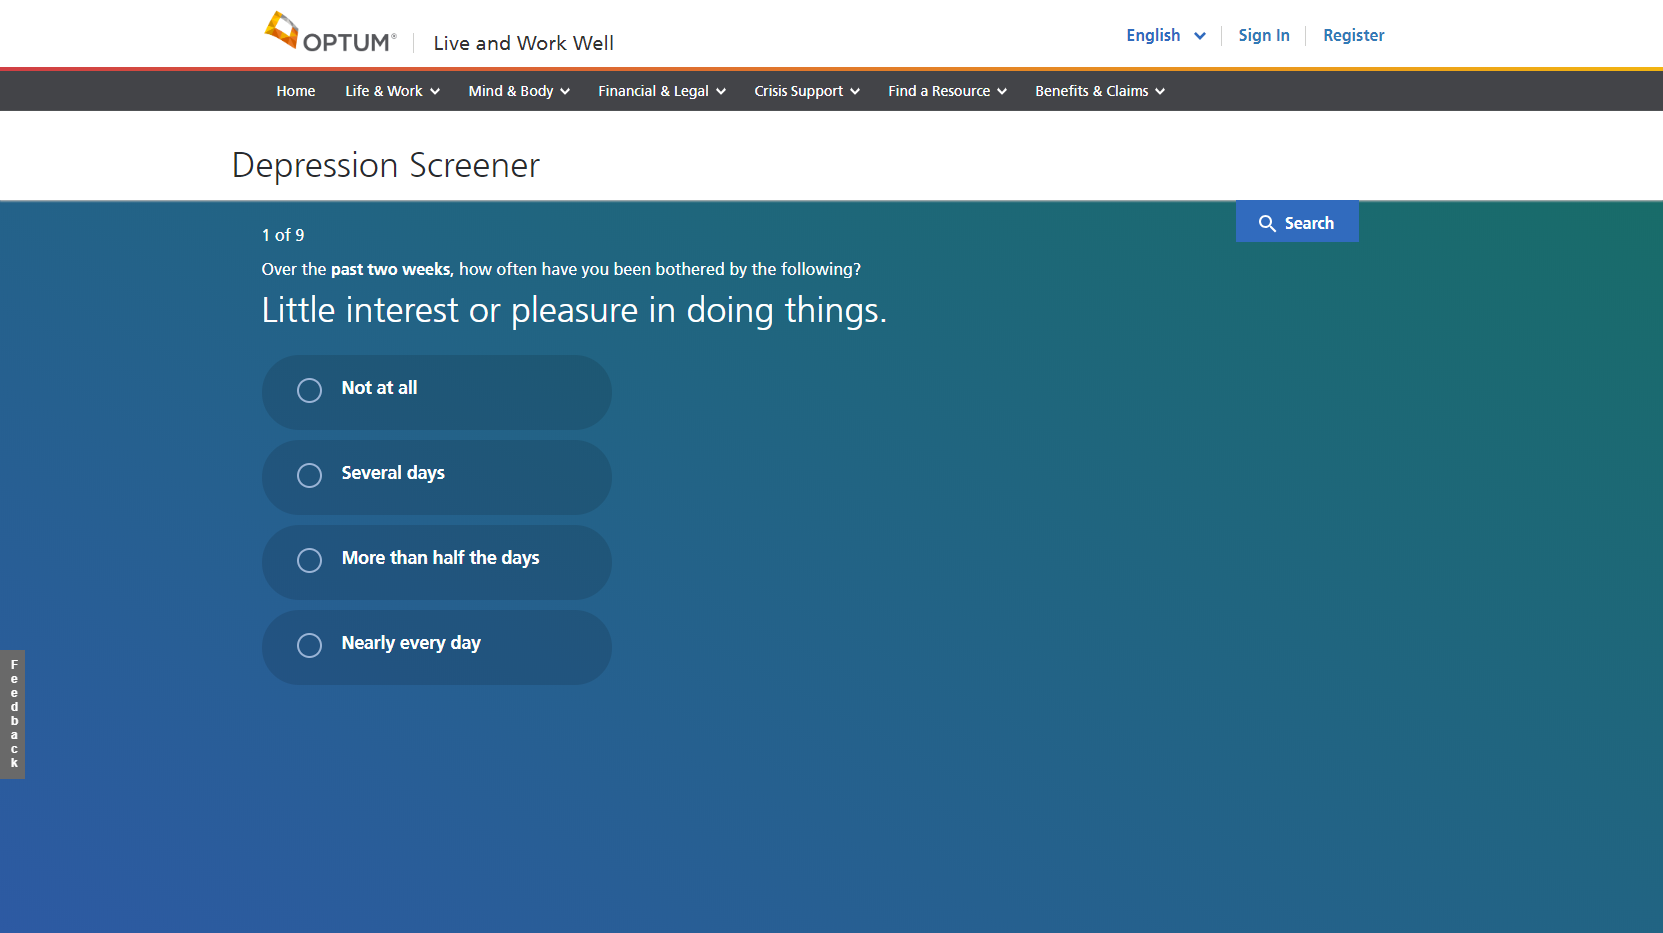 OPTUM®
Live and Work Well
English
Sign In
Register
Home
Life & Work
Mind & Body
Financial & Legal
Crisis Support
Find a Resource
Benefits & Claims
Depression Screener
Search
1 of 9
Over the past two weeks, how often have you been bothered by the following?
Little interest or pleasure in doing things.
Not at all
Several days
More than half the days
Nearly every day
Feedback